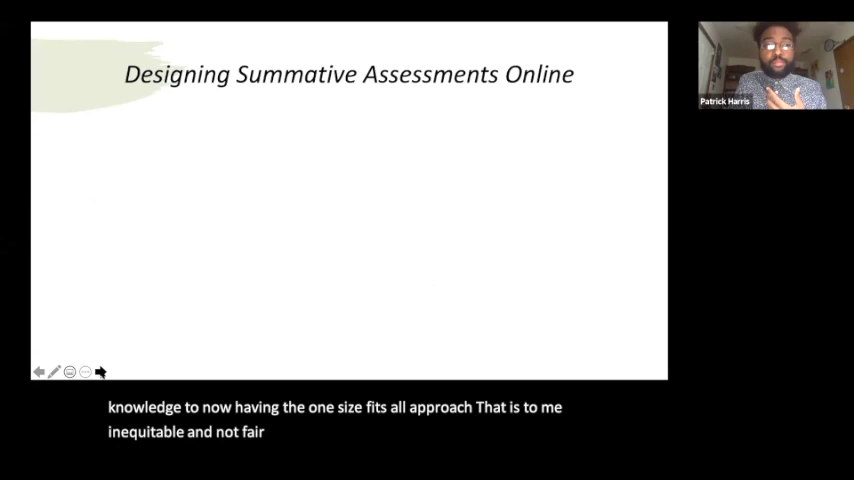 Designing Summative Assessments Online
Patrick Harris
knowledge to now having the one size fits all approach That is to me
inequitable and not fair